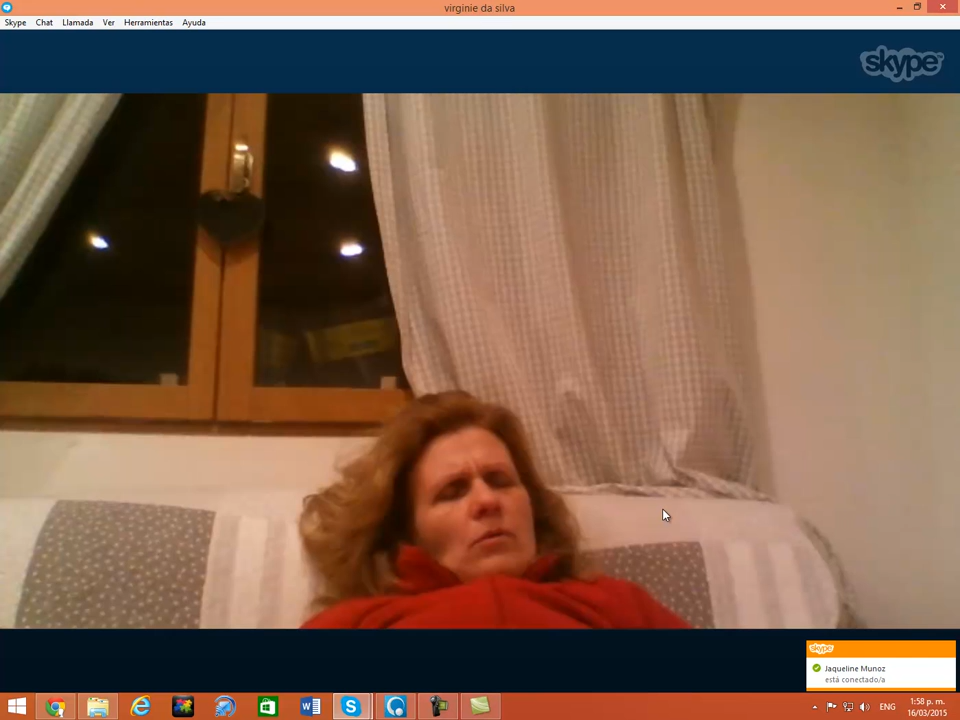 virginie da silva
Skype Chat Llamada Ver Herramientas Ayuda
skype
skype
Jaqueline Munoz
está conectado/a
ENG
1:58 p. m.
16/03/2015